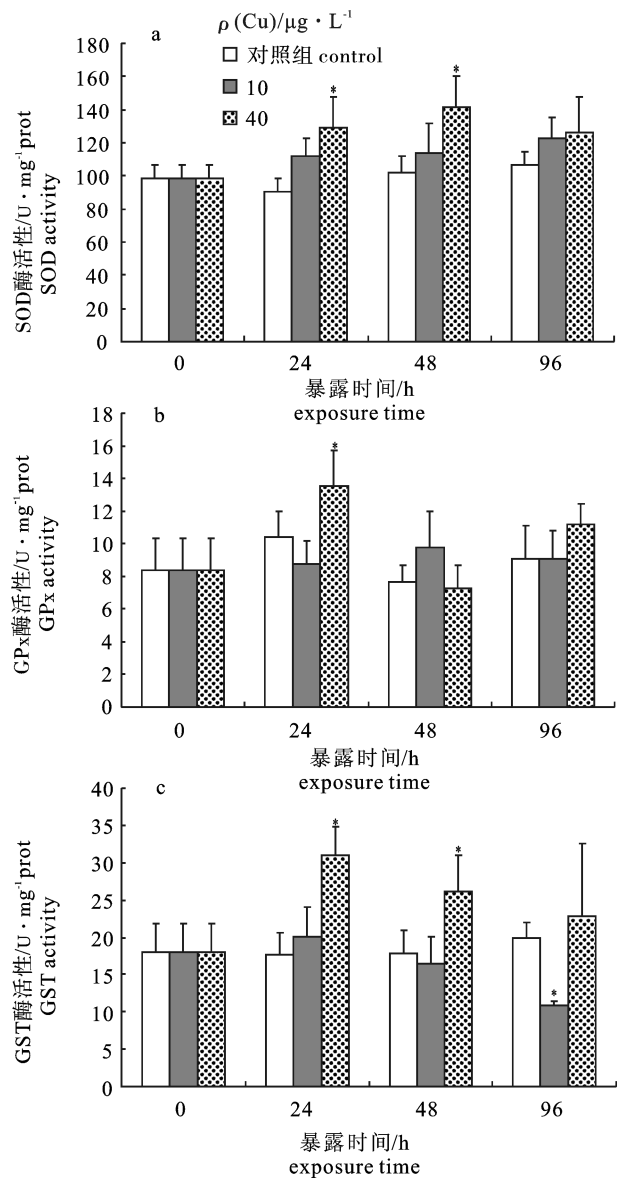 a
ρ (Cu)/μg · L⁻¹
对照组 control
10
40
180
160
140
120
100
80
60
40
20
0
SOD酶活性/U · mg⁻¹prot
SOD activity
*
*
0 24 48 96
暴露时间/h
exposure time
b
18
16
14
12
10
8
6
4
2
0
GPx酶活性/U · mg⁻¹prot
GPx activity
*
0 24 48 96
暴露时间/h
exposure time
c
40
35
30
25
20
15
10
5
0
GST酶活性/U · mg⁻¹prot
GST activity
*
*
*
0 24 48 96
暴露时间/h
exposure time